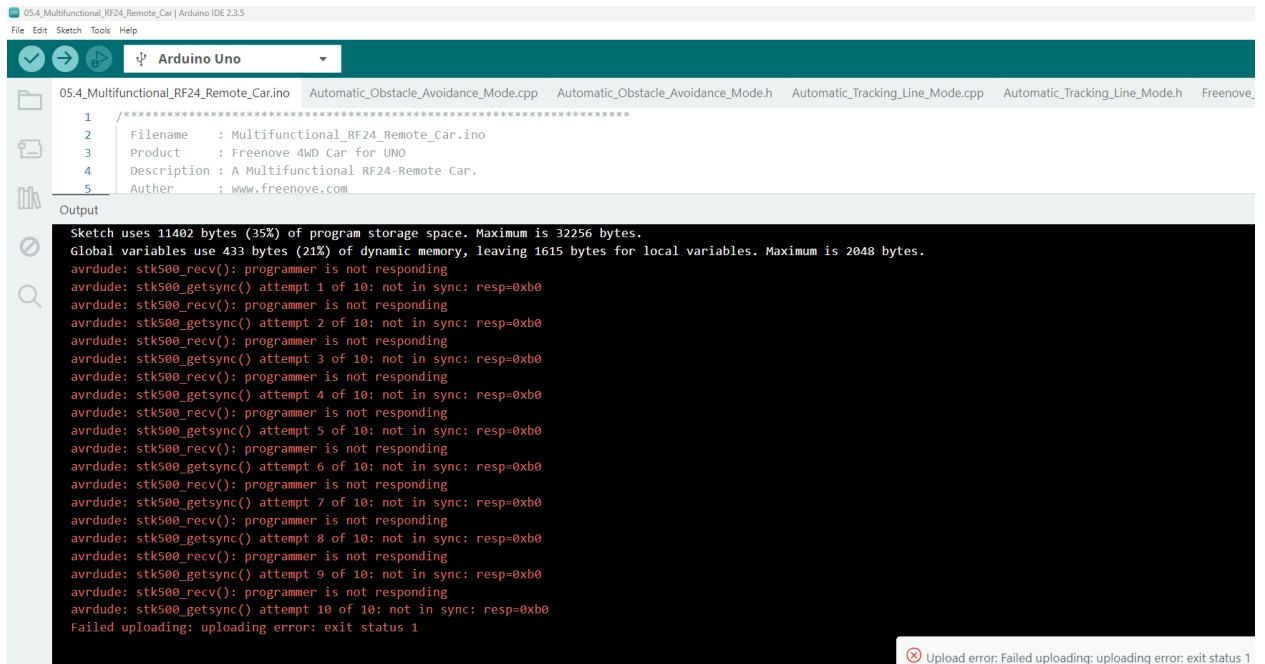 05.4_Multifunctional_RF24_Remote_Car | Arduino IDE 2.3.5
File Edit Sketch Tools Help
Arduino Uno
05.4_Multifunctional_RF24_Remote_Car.ino Automatic_Obstacle_Avoidance_Mode.cpp Automatic_Obstacle_Avoidance_Mode.h Automatic_Tracking_Line_Mode.cpp Automatic_Tracking_Line_Mode.h Freenove_
1 /**********************************************************************
2 Filename : Multifunctional_RF24_Remote_Car.ino
3 Product : Freenove 4WD Car for UNO
4 Description : A Multifunctional RF24-Remote Car.
5 Auther : www.freenove.com
Output
Sketch uses 11402 bytes (35%) of program storage space. Maximum is 32256 bytes.
Global variables use 433 bytes (21%) of dynamic memory, leaving 1615 bytes for local variables. Maximum is 2048 bytes.
avrdude: stk500_recv(): programmer is not responding
avrdude: stk500_getsync() attempt 1 of 10: not in sync: resp=0xb0
avrdude: stk500_recv(): programmer is not responding
avrdude: stk500_getsync() attempt 2 of 10: not in sync: resp=0xb0
avrdude: stk500_recv(): programmer is not responding
avrdude: stk500_getsync() attempt 3 of 10: not in sync: resp=0xb0
avrdude: stk500_recv(): programmer is not responding
avrdude: stk500_getsync() attempt 4 of 10: not in sync: resp=0xb0
avrdude: stk500_recv(): programmer is not responding
avrdude: stk500_getsync() attempt 5 of 10: not in sync: resp=0xb0
avrdude: stk500_recv(): programmer is not responding
avrdude: stk500_getsync() attempt 6 of 10: not in sync: resp=0xb0
avrdude: stk500_recv(): programmer is not responding
avrdude: stk500_getsync() attempt 7 of 10: not in sync: resp=0xb0
avrdude: stk500_recv(): programmer is not responding
avrdude: stk500_getsync() attempt 8 of 10: not in sync: resp=0xb0
avrdude: stk500_recv(): programmer is not responding
avrdude: stk500_getsync() attempt 9 of 10: not in sync: resp=0xb0
avrdude: stk500_recv(): programmer is not responding
avrdude: stk500_getsync() attempt 10 of 10: not in sync: resp=0xb0
Failed uploading: uploading error: exit status 1
Upload error: Failed uploading: uploading error: exit status 1